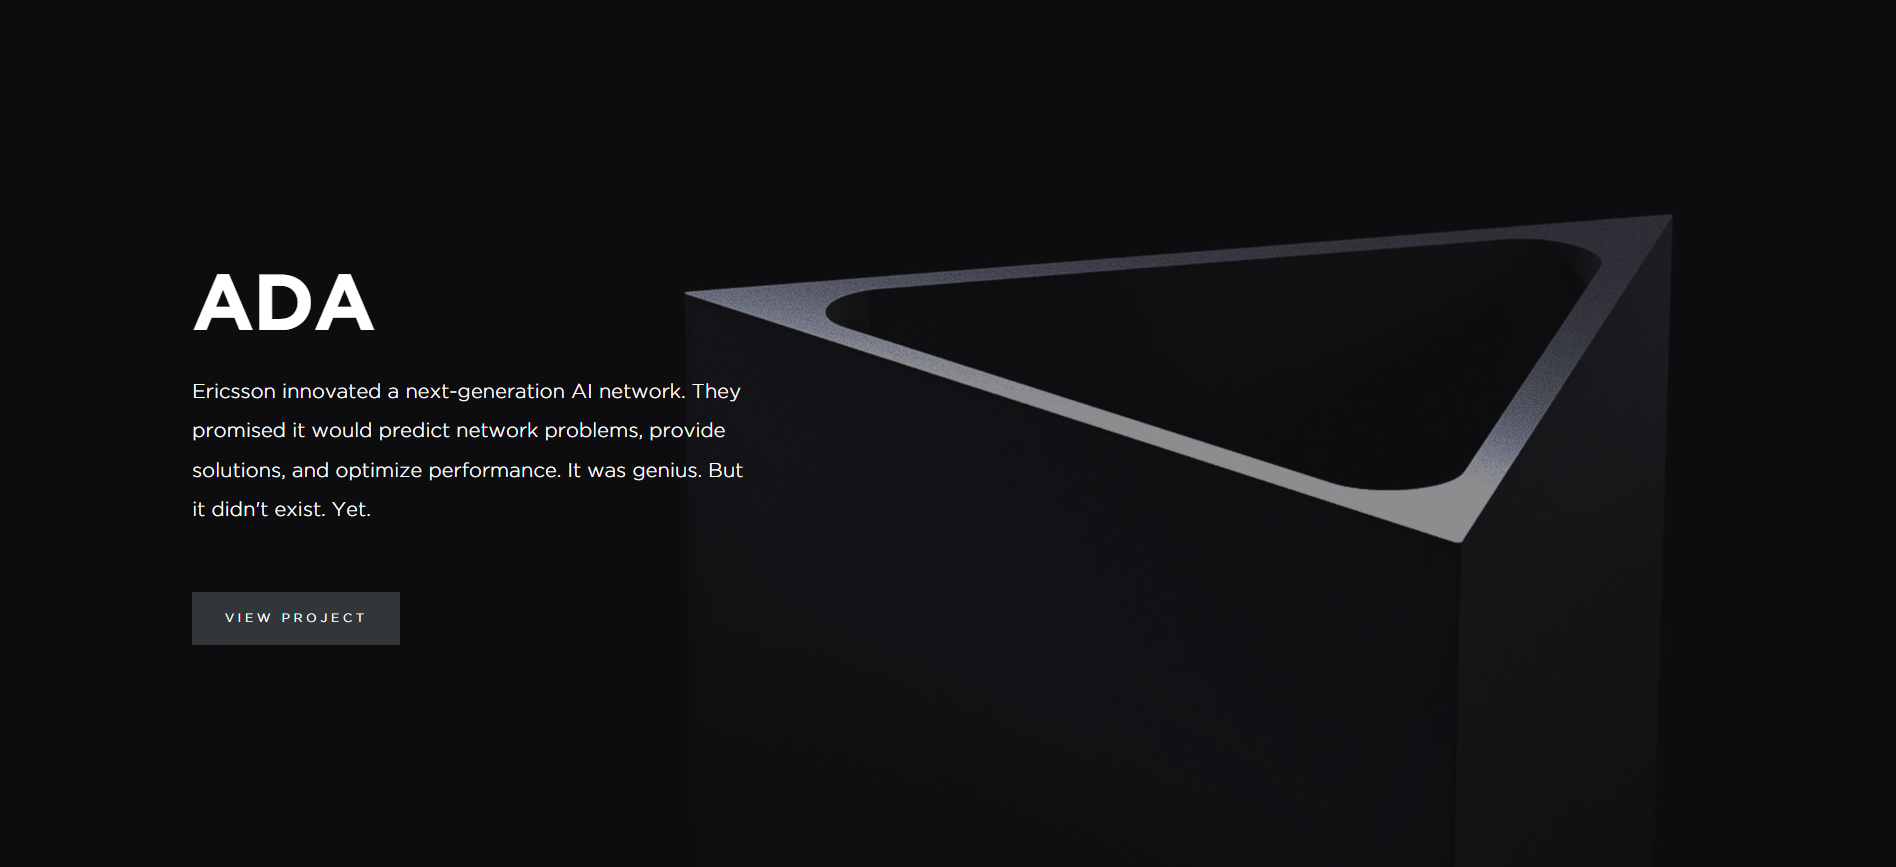 ADA
Ericsson innovated a next-generation AI network. They
promised it would predict network problems, provide
solutions, and optimize performance. It was genius. But
it didn't exist. Yet.
VIEW PROJECT